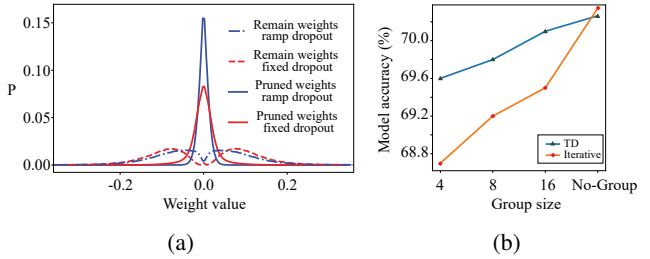 0.15
0.10
0.05
0.00
P
-0.2
0.0
0.2
Weight value
Remain weights
ramp dropout
Remain weights
fixed dropout
Pruned weights
ramp dropout
Pruned weights
fixed dropout
(a)
70.0
69.6
69.2
68.8
Model accuracy (%)
4
8
16
No-Group
Group size
TD
Iterative
(b)